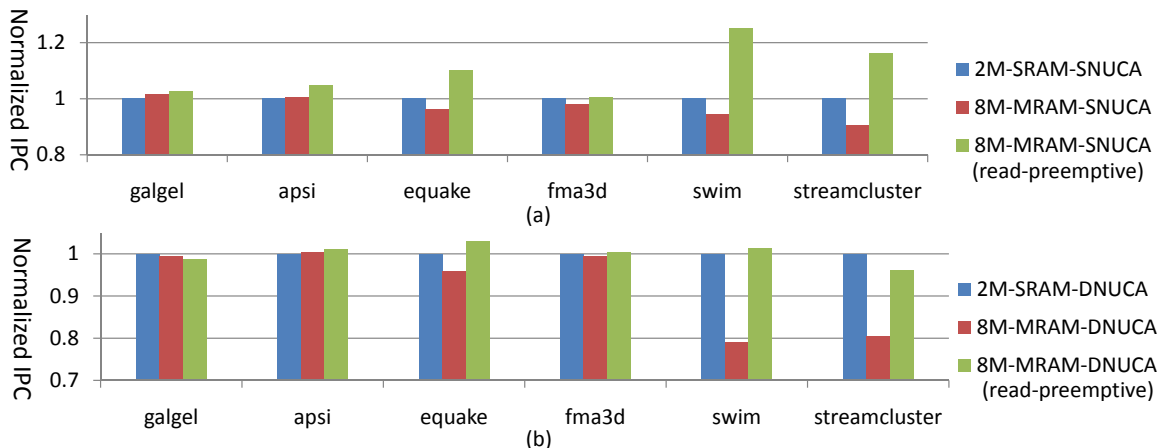 Normalized IPC
1.2
1
0.8
galgel
apsi
equake
fma3d
swim
streamcluster
(a)
2M-SRAM-SNUCA
8M-MRAM-SNUCA
8M-MRAM-SNUCA
(read-preemptive)
Normalized IPC
1
0.9
0.8
0.7
galgel
apsi
equake
fma3d
swim
streamcluster
(b)
2M-SRAM-DNUCA
8M-MRAM-DNUCA
8M-MRAM-DNUCA
(read-preemptive)